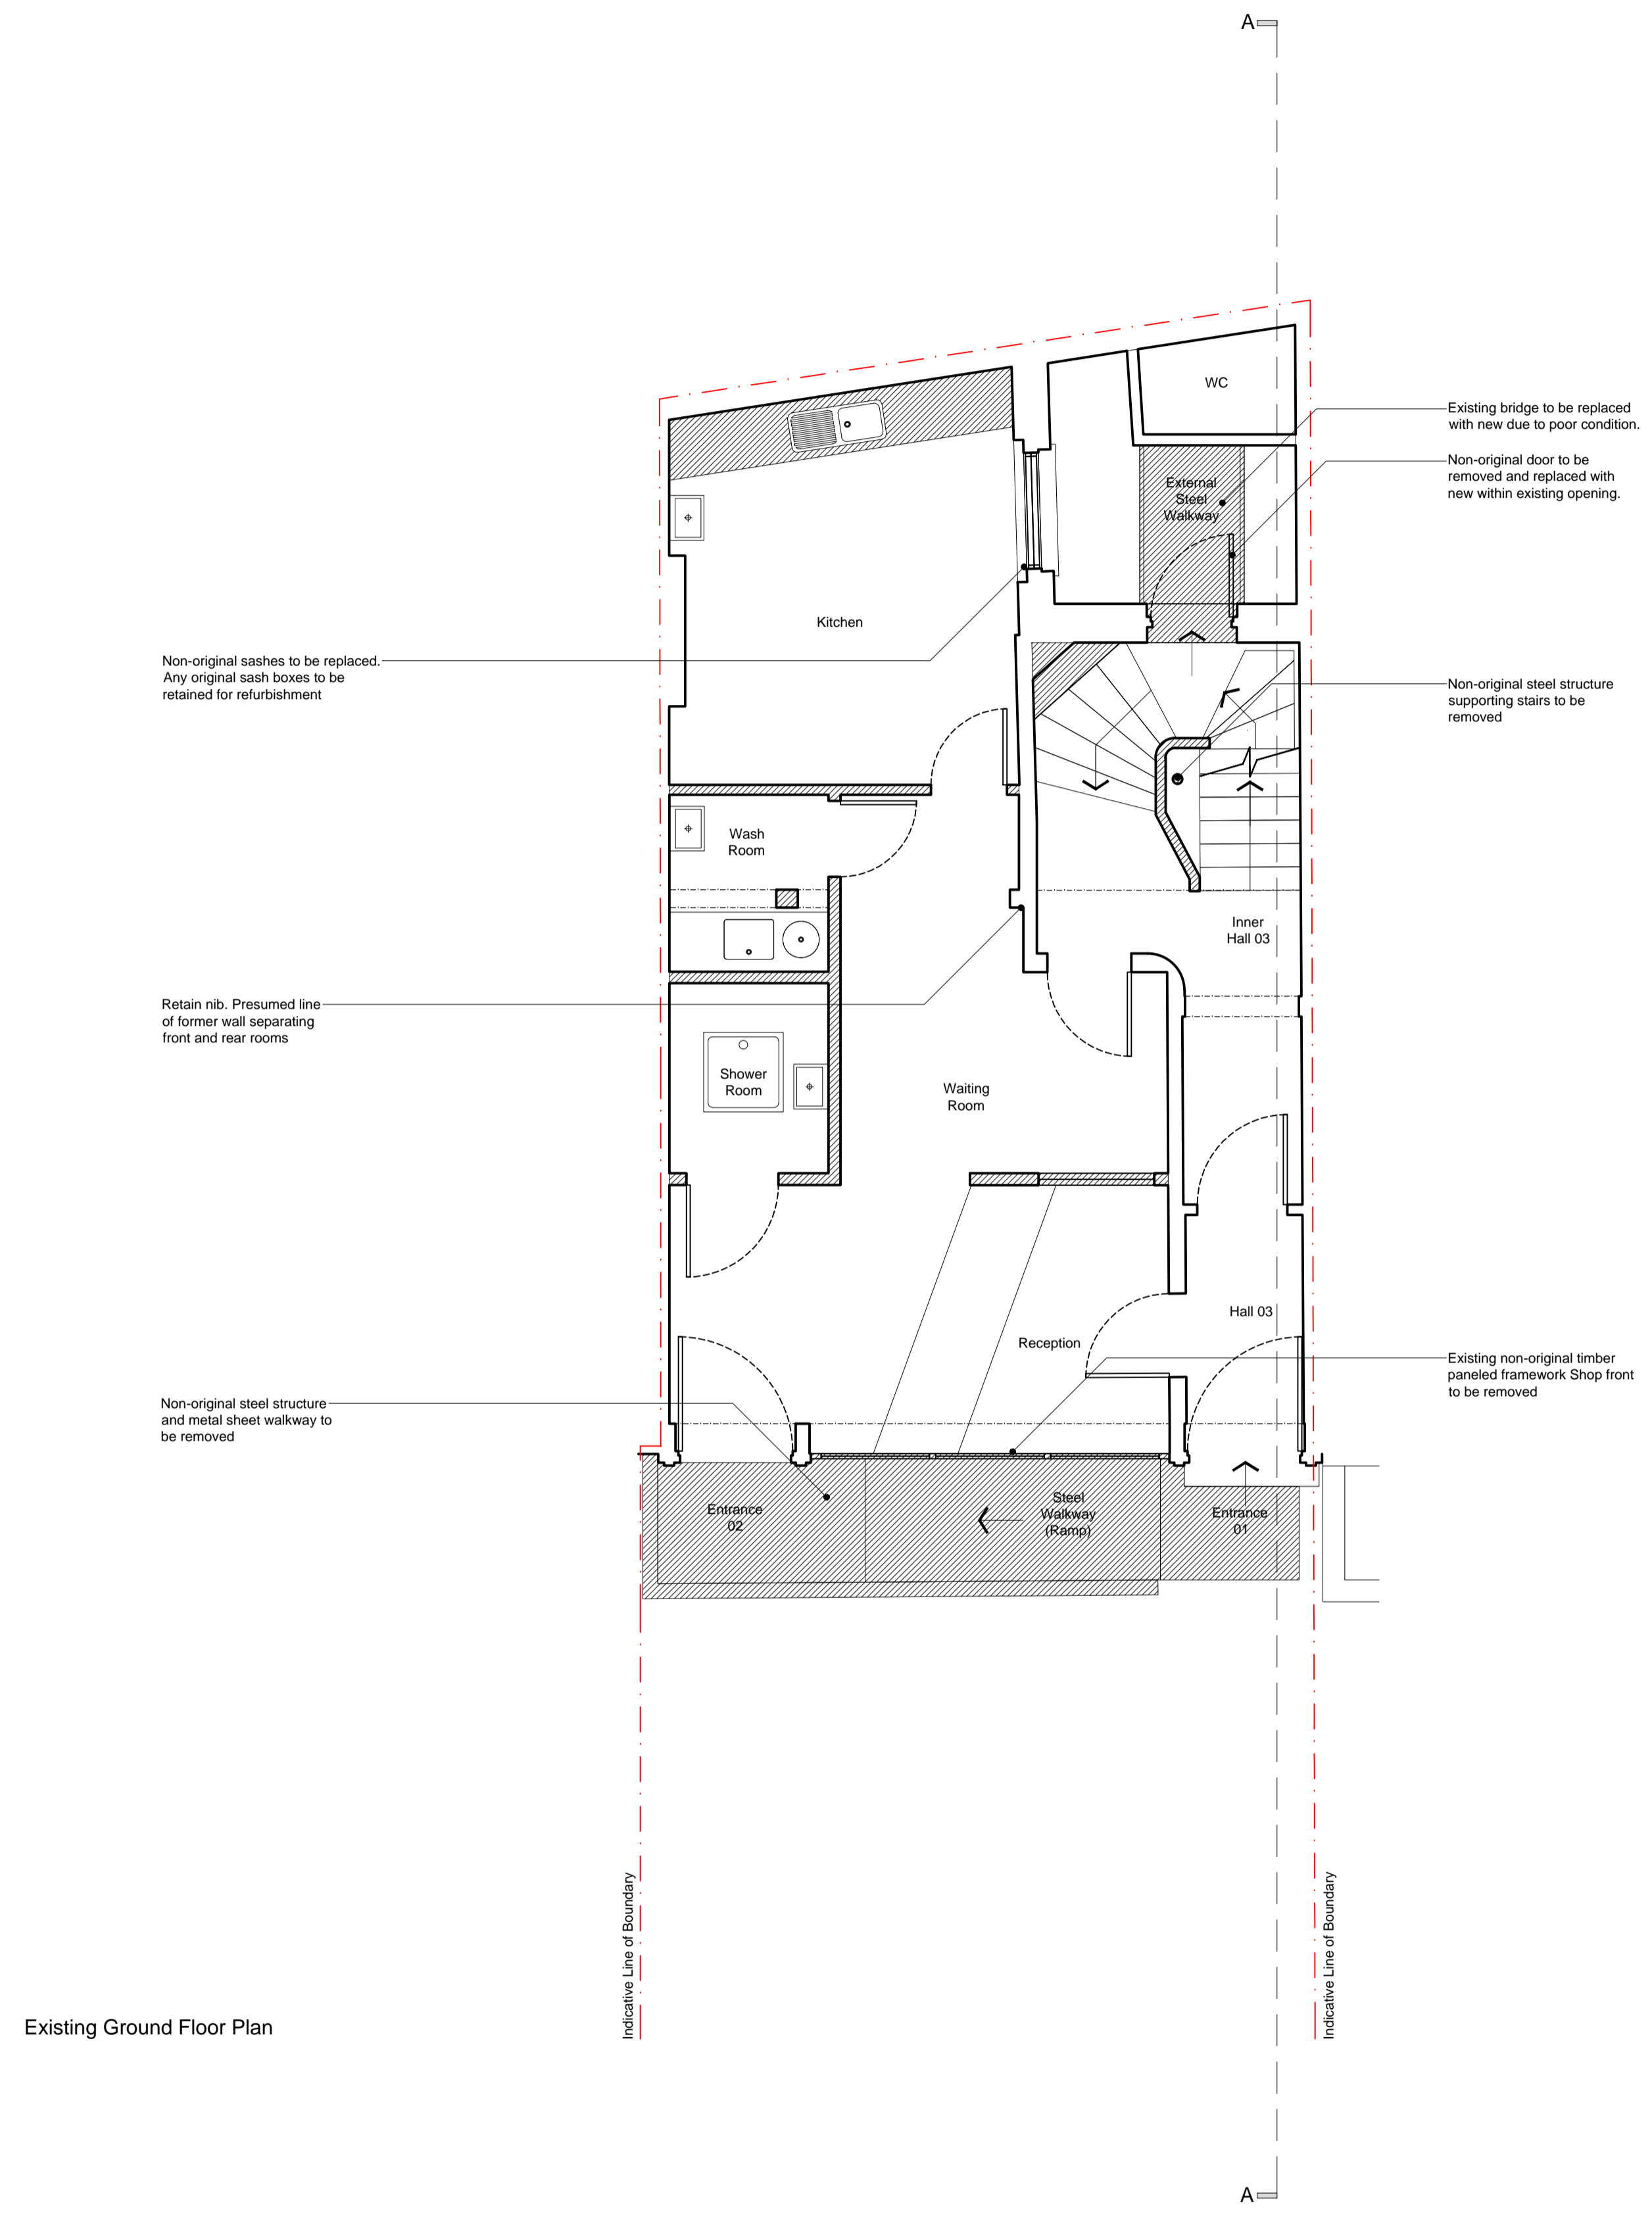 A
WC
Existing bridge to be replaced
with new due to poor condition.
Non-original door to be
removed and replaced with
new within existing opening.
External
Steel
Walkway
Kitchen
Non-original sashes to be replaced.
Any original sash boxes to be
retained for refurbishment
Non-original steel structure
supporting stairs to be
removed
Wash
Room
Inner
Hall 03
Retain nib. Presumed line
of former wall separating
front and rear rooms
Shower
Room
Waiting
Room
Hall 03
Reception
Existing non-original timber
paneled framework Shop front
to be removed
Non-original steel structure
and metal sheet walkway to
be removed
Entrance
02
Steel
Walkway
(Ramp)
Entrance
01
Indicative Line of Boundary
Indicative Line of Boundary
Existing Ground Floor Plan
A